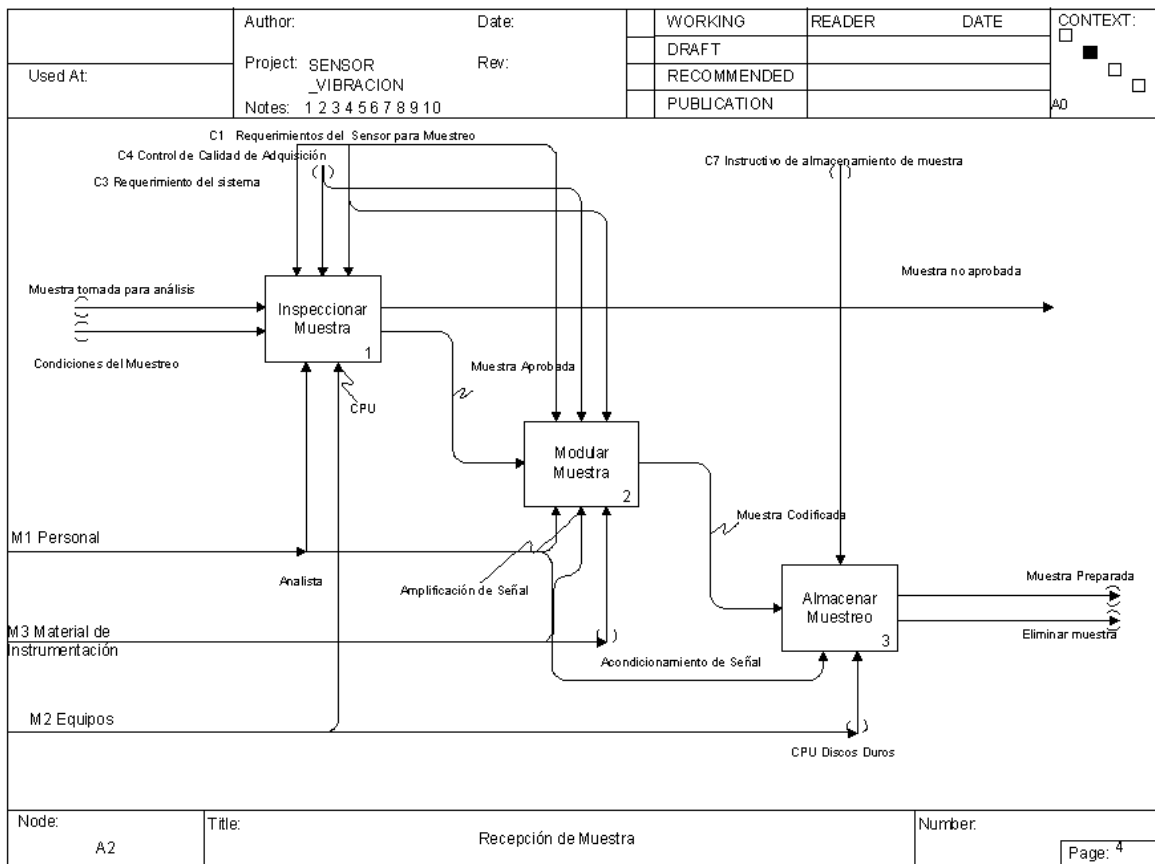 Used At:
Author:
Date:
Project: SENSOR
_VIBRACION
Rev:
Notes: 1 2 3 4 5 6 7 8 9 10
WORKING
DRAFT
RECOMMENDED
PUBLICATION
READER
DATE
CONTEXT:
A0
C1 Requerimientos del Sensor para Muestreo
C4 Control de Calidad de Adquisición
C3 Requerimiento del sistema
C7 Instructivo de almacenamiento de muestra
Muestra tomada para análisis
Condiciones del Muestreo
Inspeccionar
Muestra
1
Muestra no aprobada
Muestra Aprobada
CPU
Modular
Muestra
2
M1 Personal
Analista
Amplificación de Señal
Muestra Codificada
Almacenar
Muestreo
3
Muestra Preparada
Eliminar muestra
M3 Material de
Instrumentación
Acondicionamiento de Señal
M2 Equipos
CPU Discos Duros
Node:
A2
Title:
Recepción de Muestra
Number:
Page: 4